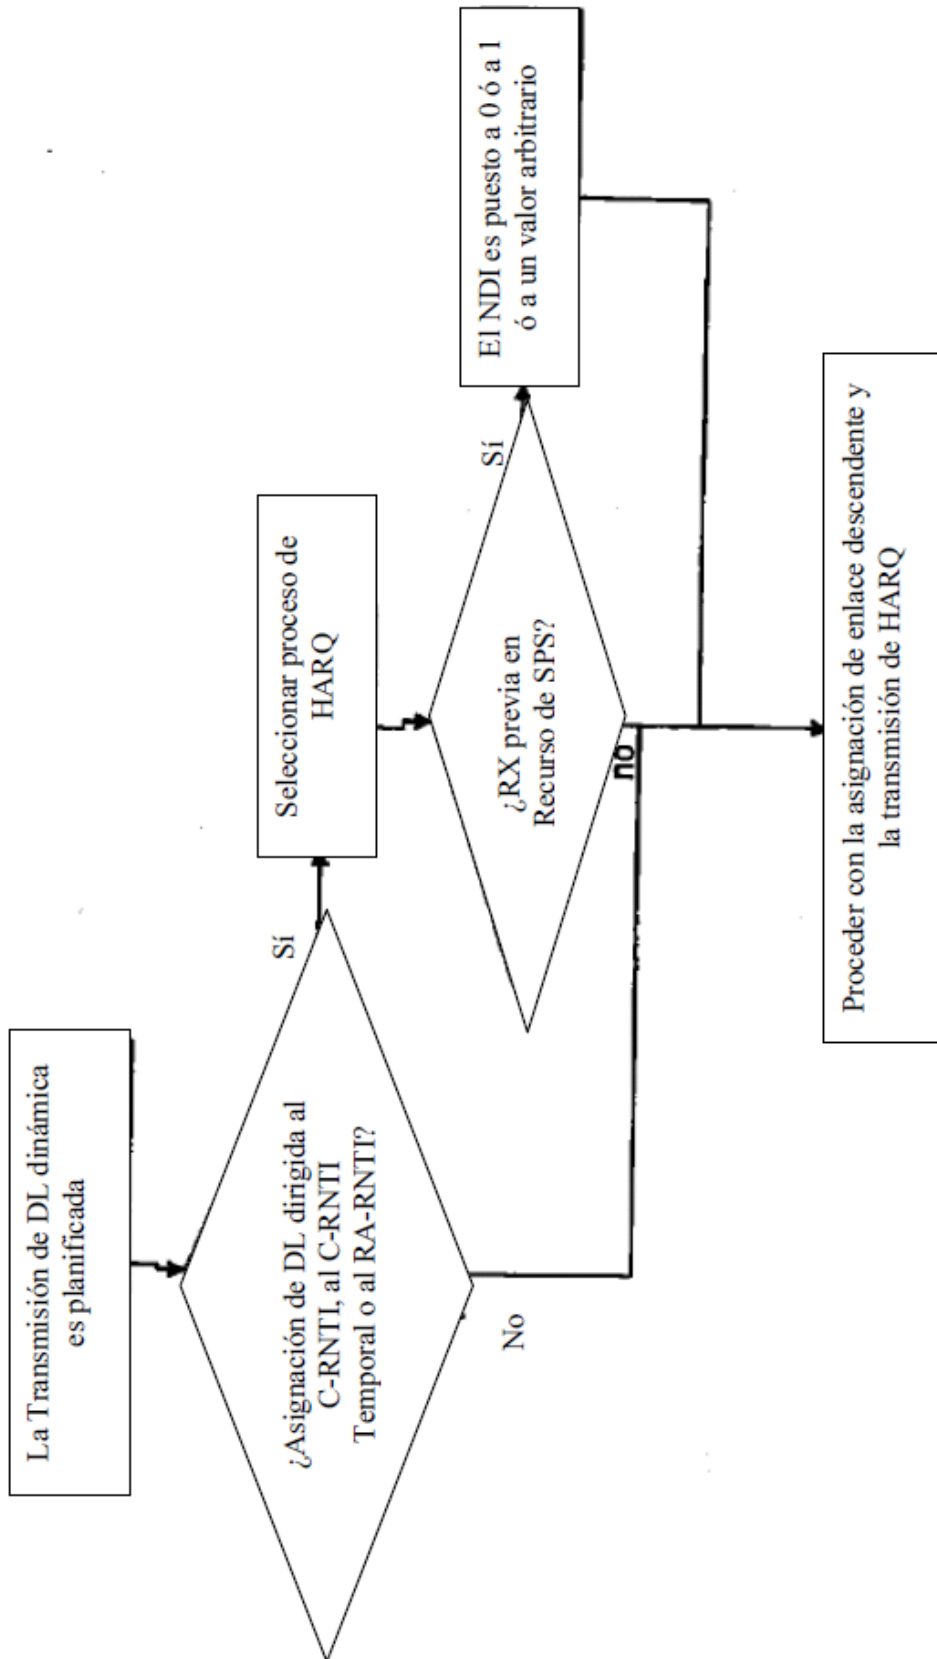 La Transmisión de DL dinámica
es planificada
¿Asignación de DL dirigida al
C-RNTI, al C-RNTI
Temporal o al RA-RNTI?
Sí
No
Seleccionar proceso de
HARQ
¿RX previa en
Recurso de SPS?
Sí
no
El NDI es puesto a 0 ó a 1
ó a un valor arbitrario
Proceder con la asignación de enlace descendente y
la transmisión de HARQ